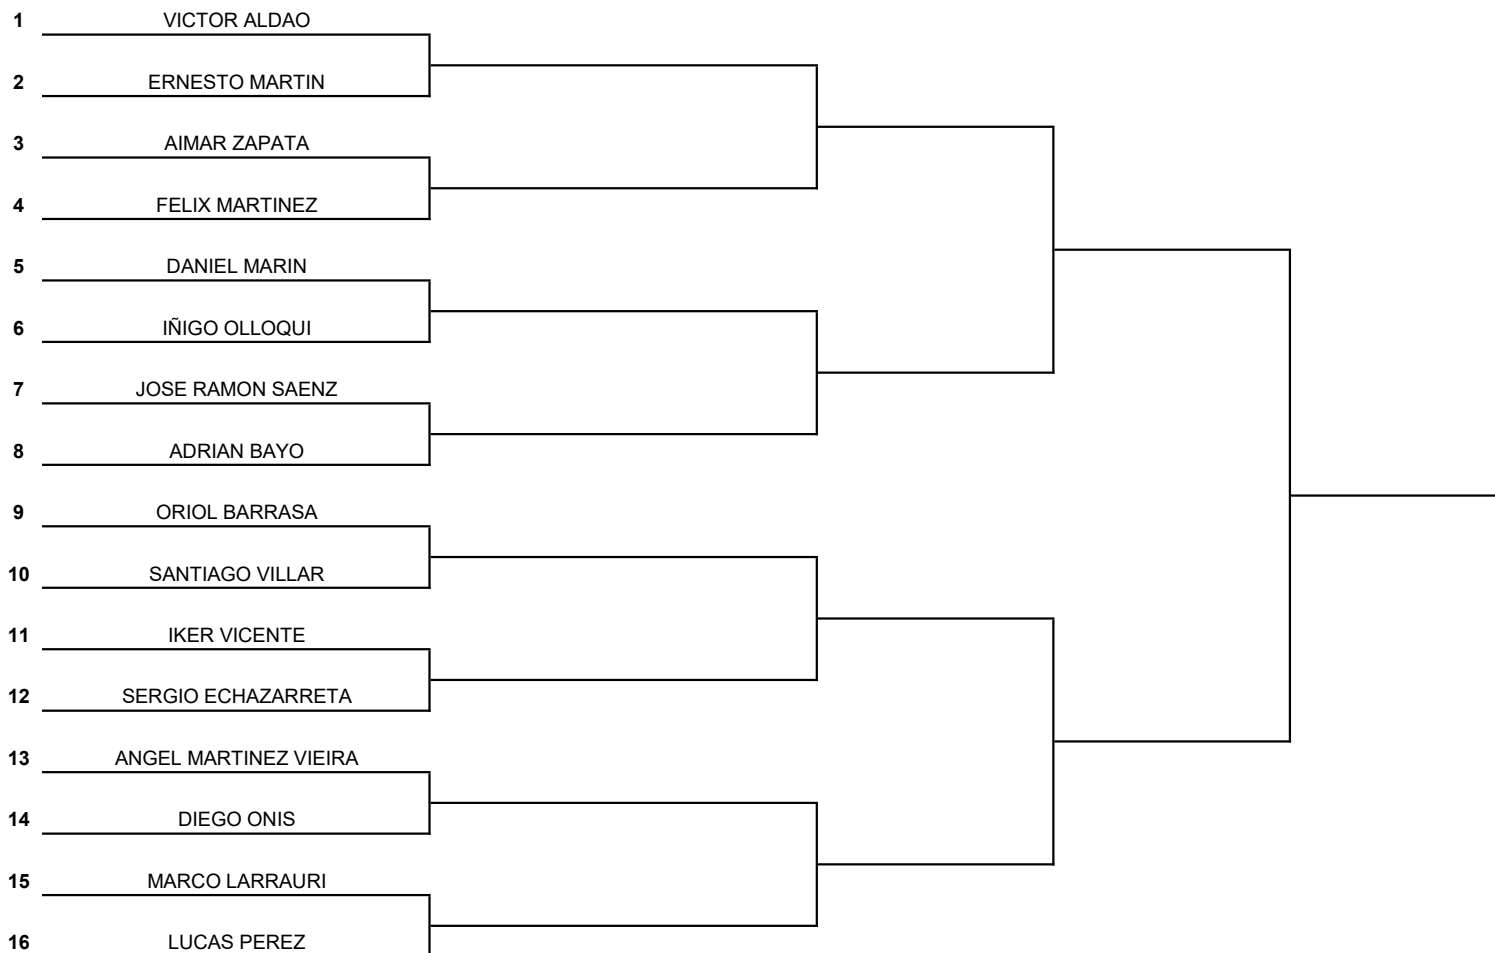 1 VICTOR ALDAO
2 ERNESTO MARTIN
3 AIMAR ZAPATA
4 FELIX MARTINEZ
5 DANIEL MARIN
6 IÑIGO OLLOQUI
7 JOSE RAMON SAENZ
8 ADRIAN BAYO
9 ORIOL BARRASA
10 SANTIAGO VILLAR
11 IKER VICENTE
12 SERGIO ECHAZARRETA
13 ANGEL MARTINEZ VIEIRA
14 DIEGO ONIS
15 MARCO LARRAURI
16 LUCAS PEREZ